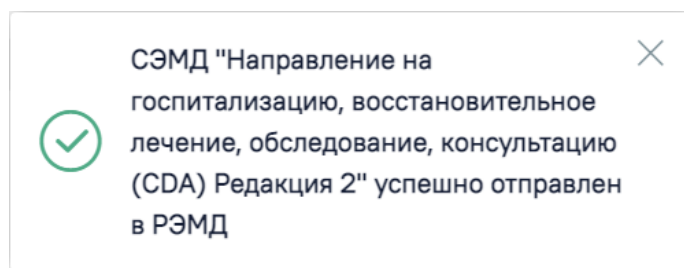 СЭМД "Направление на
госпитализацию, восстановительное
лечение, обследование, консультацию
(CDA) Редакция 2" успешно отправлен
в РЭМД